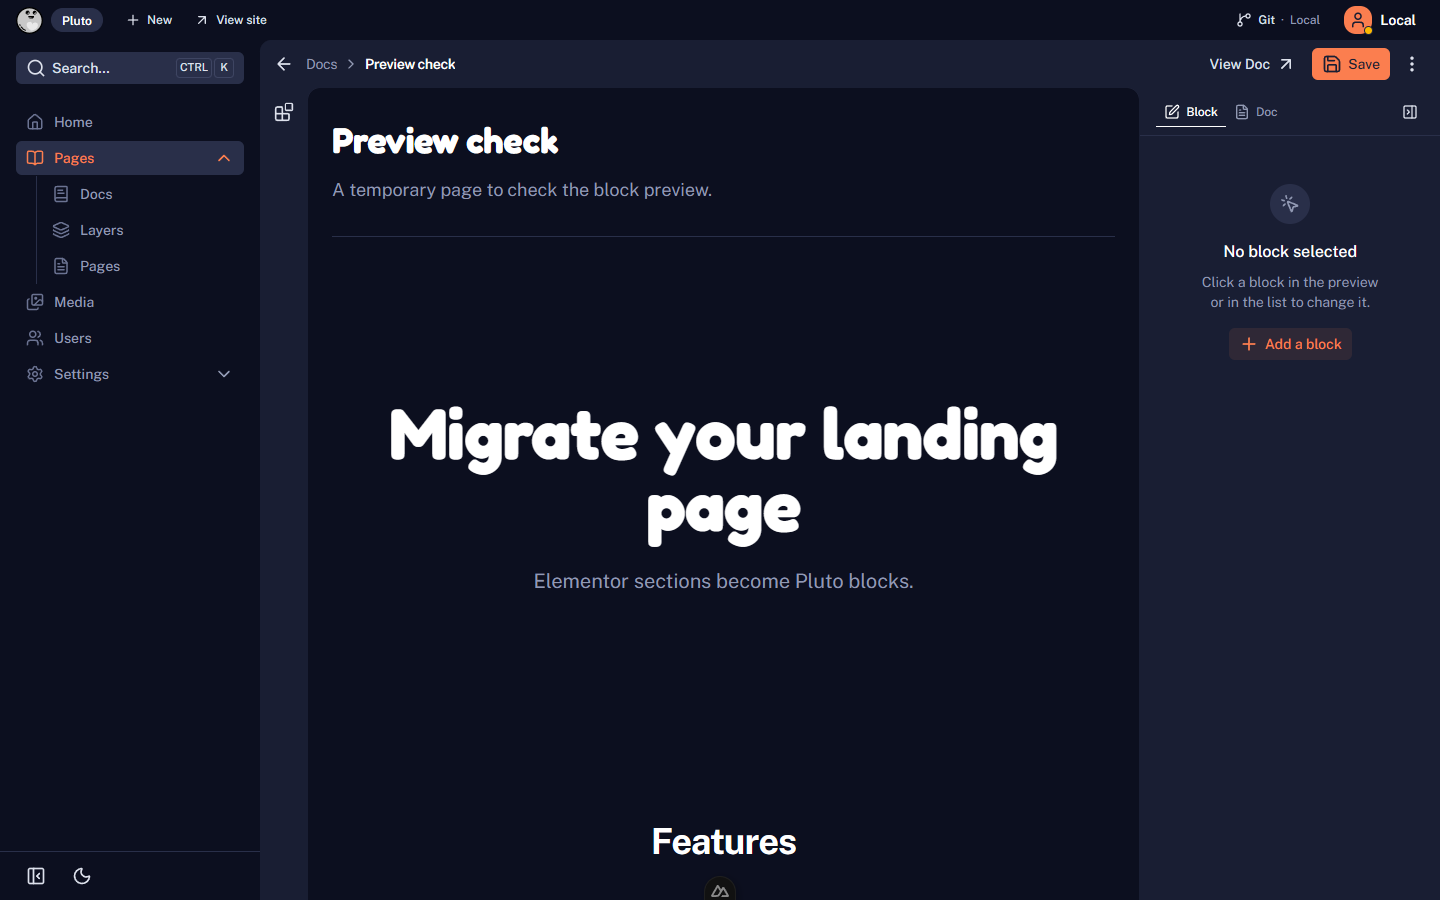 Pluto
New
View site
Git · Local
Local
Search...
CTRL K
Home
Pages
Docs
Layers
Pages
Media
Users
Settings
Docs
Preview check
View Doc
Save
Preview check
A temporary page to check the block preview.
Migrate your landing
page
Elementor sections become Pluto blocks.
Features
Block
Doc
No block selected
Click a block in the preview
or in the list to change it.
Add a block